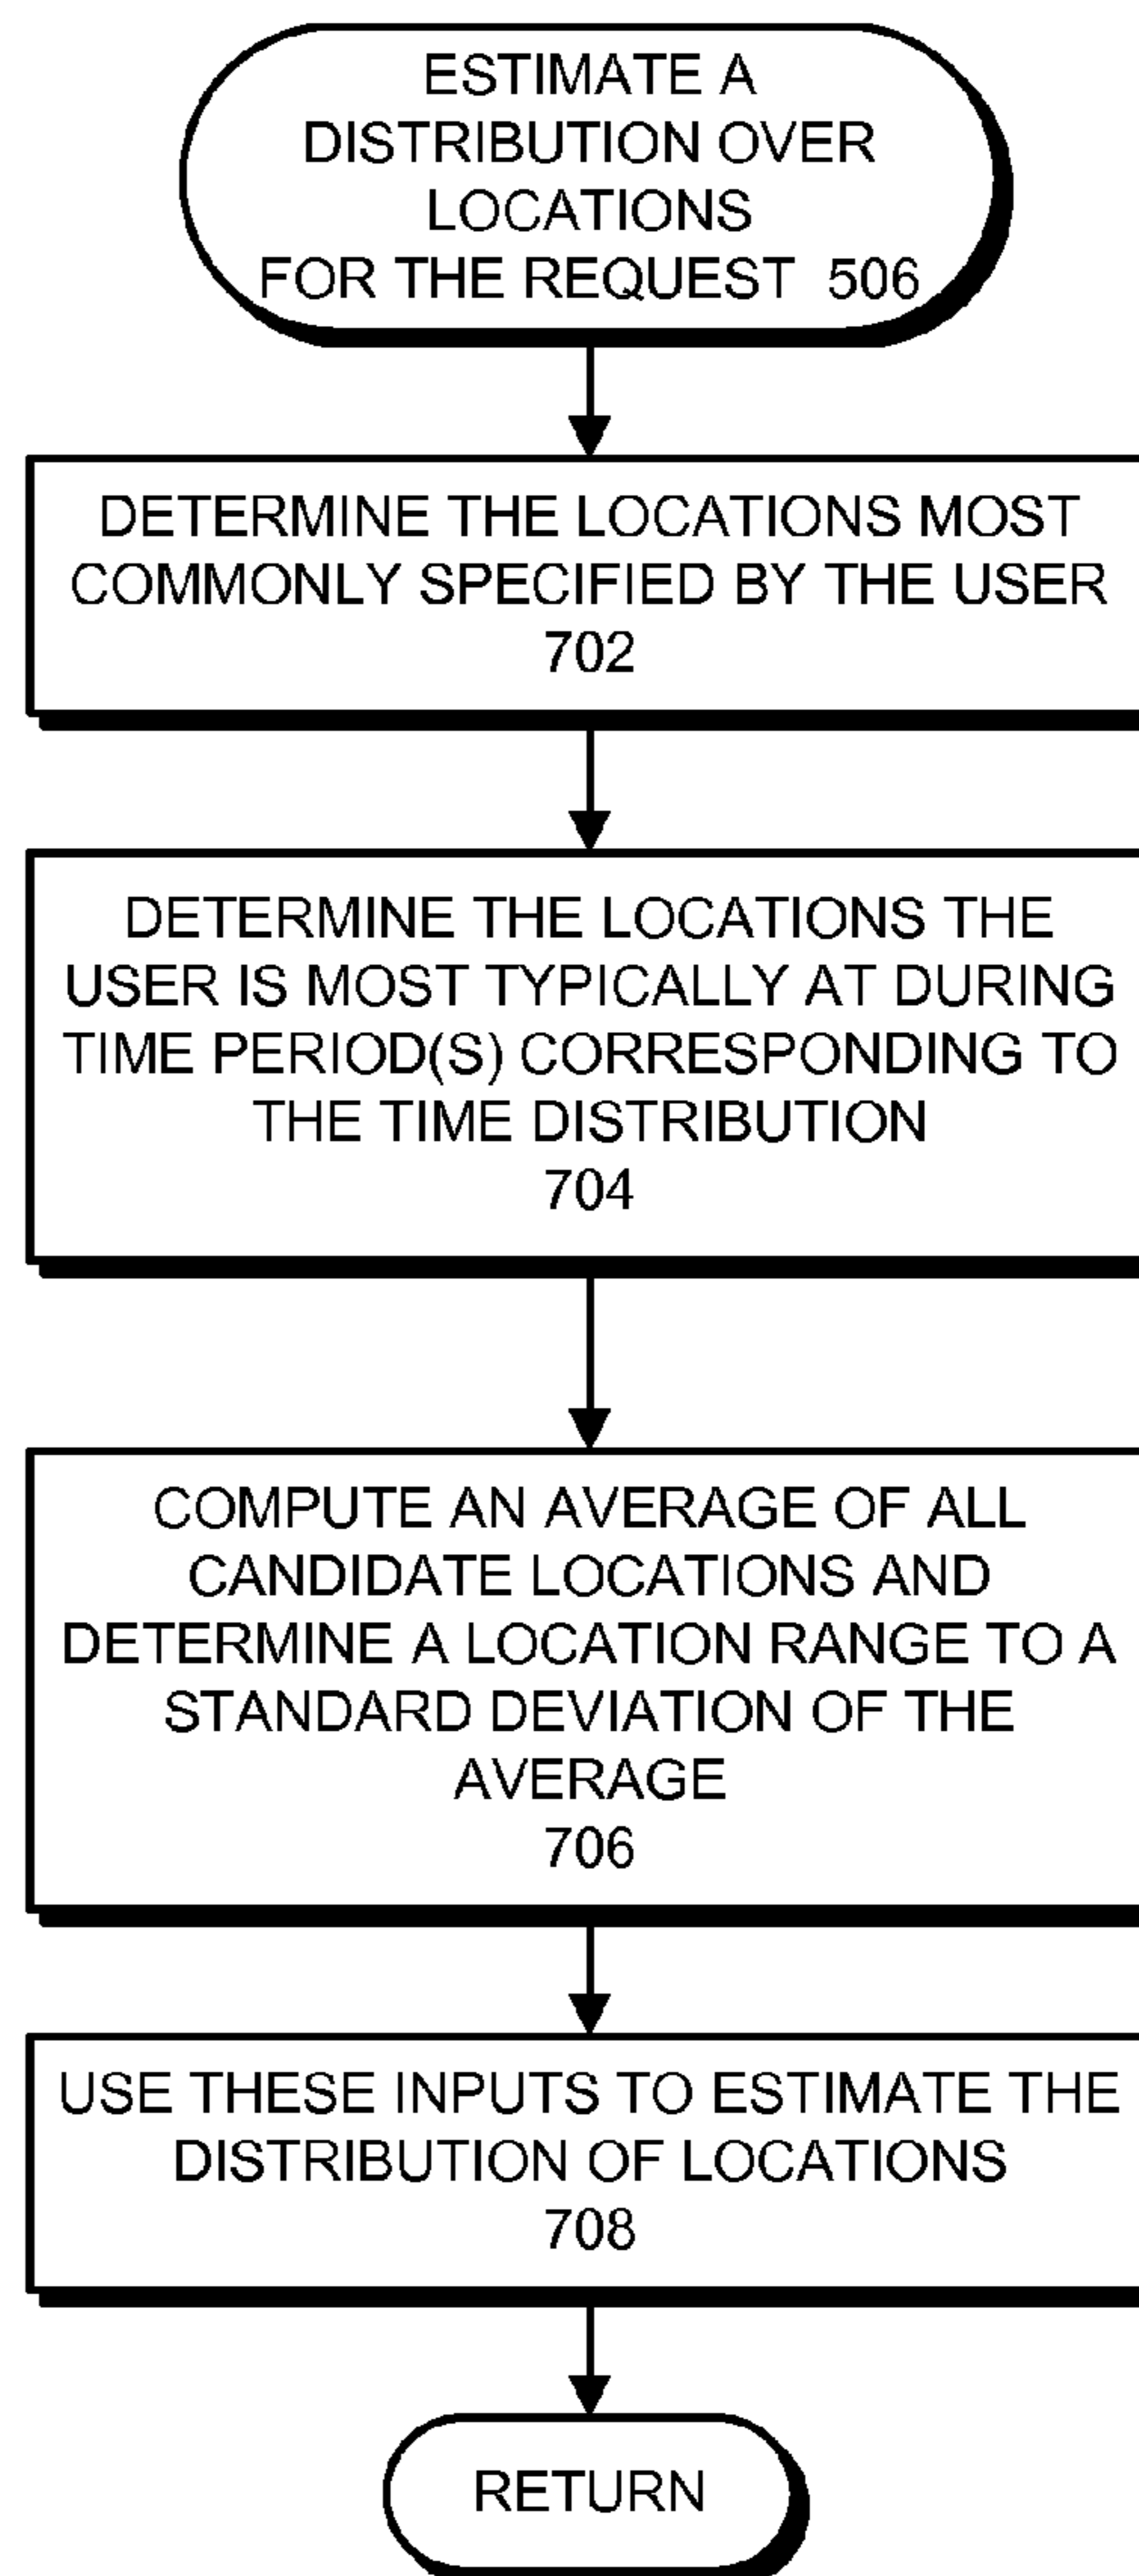 ESTIMATE A
DISTRIBUTION OVER
LOCATIONS
FOR THE REQUEST 506
DETERMINE THE LOCATIONS MOST
COMMONLY SPECIFIED BY THE USER
702
DETERMINE THE LOCATIONS THE
USER IS MOST TYPICALLY AT DURING
TIME PERIOD(S) CORRESPONDING TO
THE TIME DISTRIBUTION
704
COMPUTE AN AVERAGE OF ALL
CANDIDATE LOCATIONS AND
DETERMINE A LOCATION RANGE TO A
STANDARD DEVIATION OF THE
AVERAGE
706
USE THESE INPUTS TO ESTIMATE THE
DISTRIBUTION OF LOCATIONS
708
RETURN